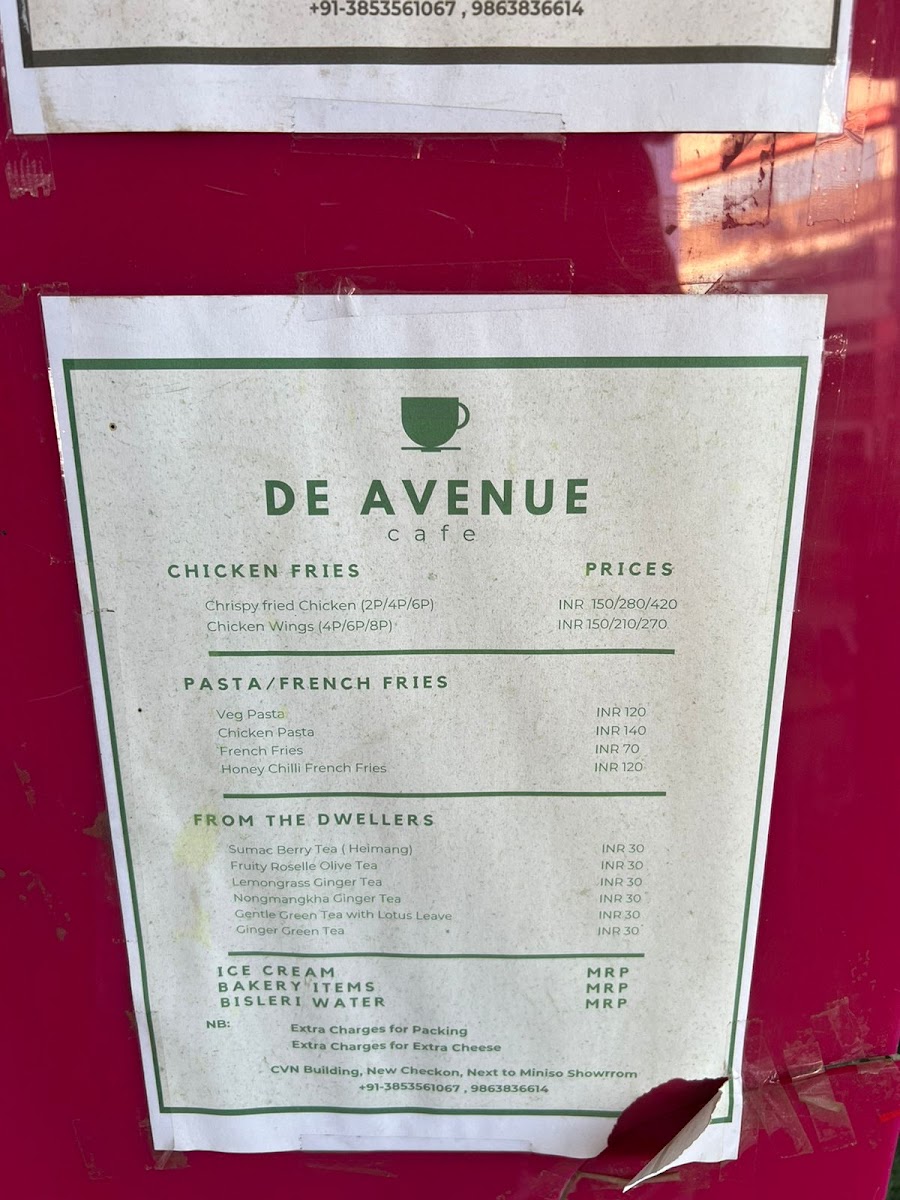 +91-3853561067 , 9863836614
DE AVENUE
cafe
CHICKEN FRIES PRICES
Chrispy fried Chicken (2P/4P/6P) INR 150/280/420
Chicken Wings (4P/6P/8P) INR 150/210/270
PASTA/FRENCH FRIES
Veg Pasta INR 120
Chicken Pasta INR 140
French Fries INR 70
Honey Chilli French Fries INR 120
FROM THE DWELLERS
Sumac Berry Tea ( Heimang) INR 30
Fruity Roselle Olive Tea INR 30
Lemongrass Ginger Tea INR 30
Nongmangkha Ginger Tea INR 30
Gentle Green Tea with Lotus Leave INR 30
Ginger Green Tea INR 30
ICE CREAM MRP
BAKERY ITEMS MRP
BISLERI WATER MRP
NB: Extra Charges for Packing
Extra Charges for Extra Cheese
CVN Building, New Checkon, Next to Miniso Showrrom
+91-3853561067 , 9863836614